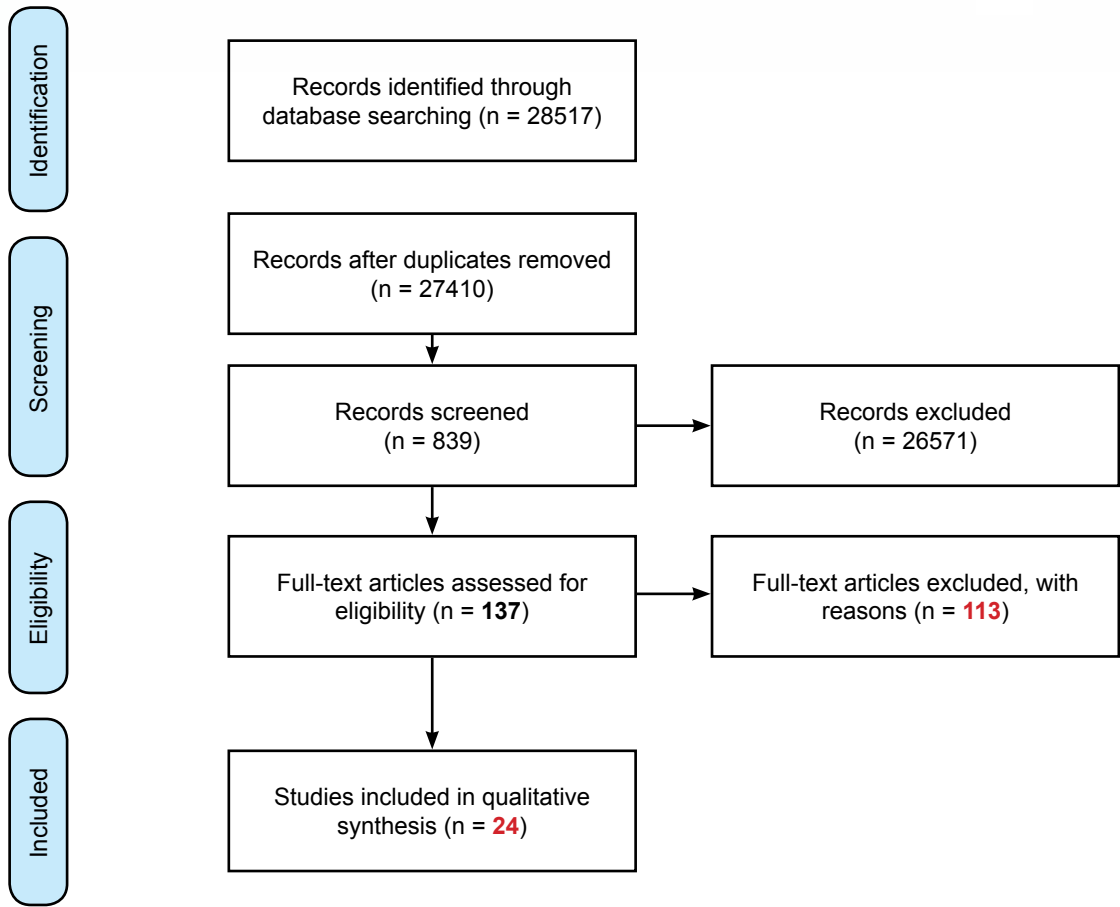 Identification
Records identified through
database searching (n = 28517)
Screening
Records after duplicates removed
(n = 27410)
Records screened
(n = 839)
Records excluded
(n = 26571)
Eligibility
Full-text articles assessed for
eligibility (n = 137)
Full-text articles excluded, with
reasons (n = 113)
Included
Studies included in qualitative
synthesis (n = 24)